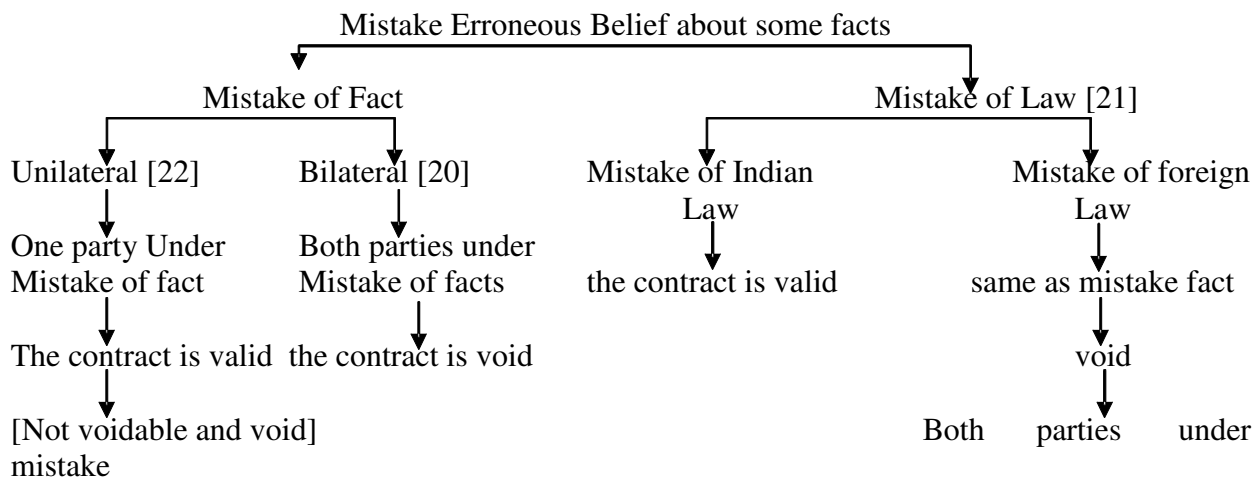 Mistake Erroneous Belief about some facts
Mistake of Fact Mistake of Law [21]
Unilateral [22] Bilateral [20] Mistake of Indian Mistake of foreign
Law Law
One party Under Both parties under
Mistake of fact Mistake of facts the contract is valid same as mistake fact
The contract is valid the contract is void void
[Not voidable and void] Both parties under
mistake